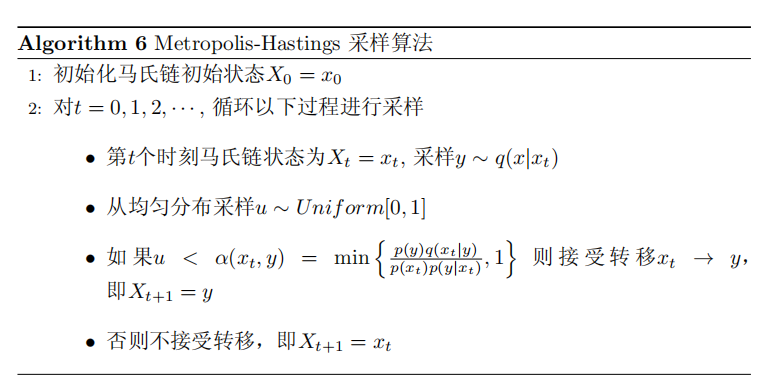 Algorithm 6 Metropolis-Hastings 采样算法
1: 初始化马氏链初始状态$X_0 = x_0$
2: 对$t = 0, 1, 2, \cdots$, 循环以下过程进行采样
• 第$t$个时刻马氏链状态为$X_t = x_t$, 采样$y \sim q(x|x_t)$
• 从均匀分布采样$u \sim Uniform[0, 1]$
• 如果$u < \alpha(x_t, y) = \min\left\{\frac{p(y)q(x_t|y)}{p(x_t)p(y|x_t)}, 1\right\}$ 则接受转移$x_t \to y$,
即$X_{t+1} = y$
• 否则不接受转移，即$X_{t+1} = x_t$